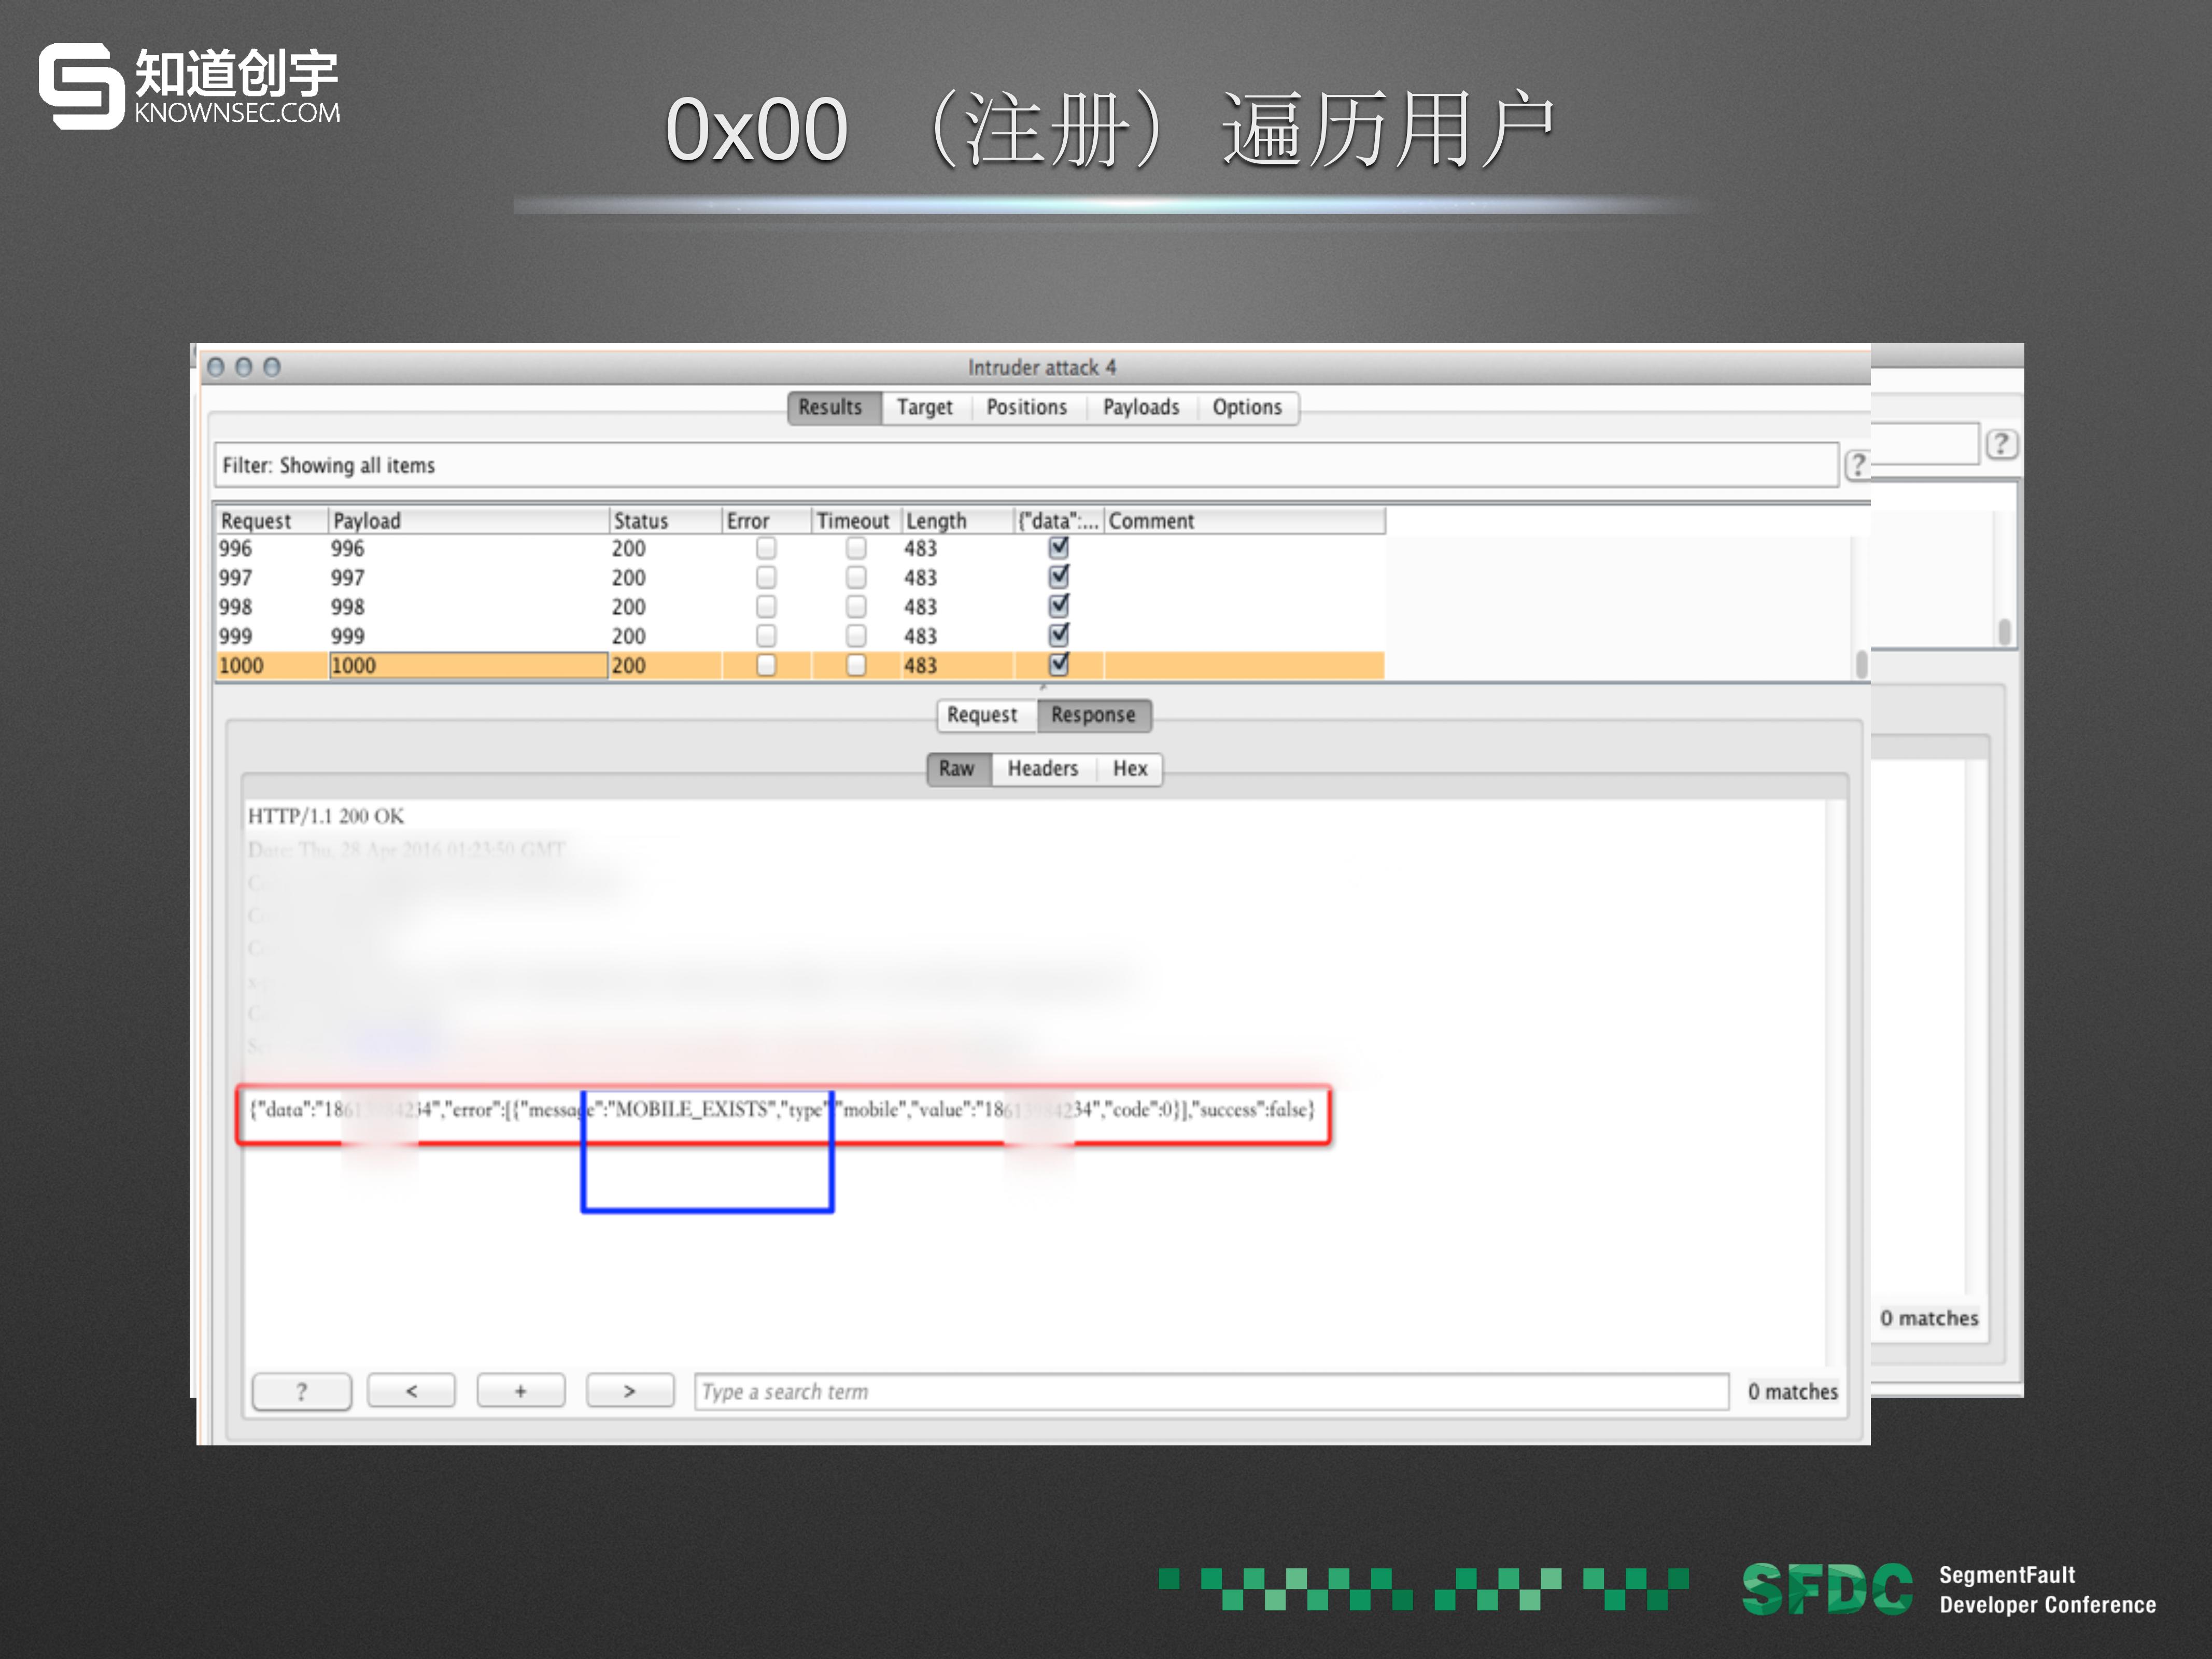 知道创宇
KNOWNSEC.COM
0x00 （注册）遍历用户
Intruder attack 4
Results Target Positions Payloads Options
Filter: Showing all items
?
?
Request Payload Status Error Timeout Length {"data":... Comment
996 996 200 483
997 997 200 483
998 998 200 483
999 999 200 483
1000 1000 200 483
Request Response
Raw Headers Hex
HTTP/1.1 200 OK
Date: Thu, 28 Apr 2016 01:23:50 GMT
{"data":"186 4234","error":[{"message":"MOBILE_EXISTS","type":"mobile","value":"186 4234","code":0}],"success":false}
0 matches
? < + > Type a search term 0 matches
SFDC
SegmentFault
Developer Conference